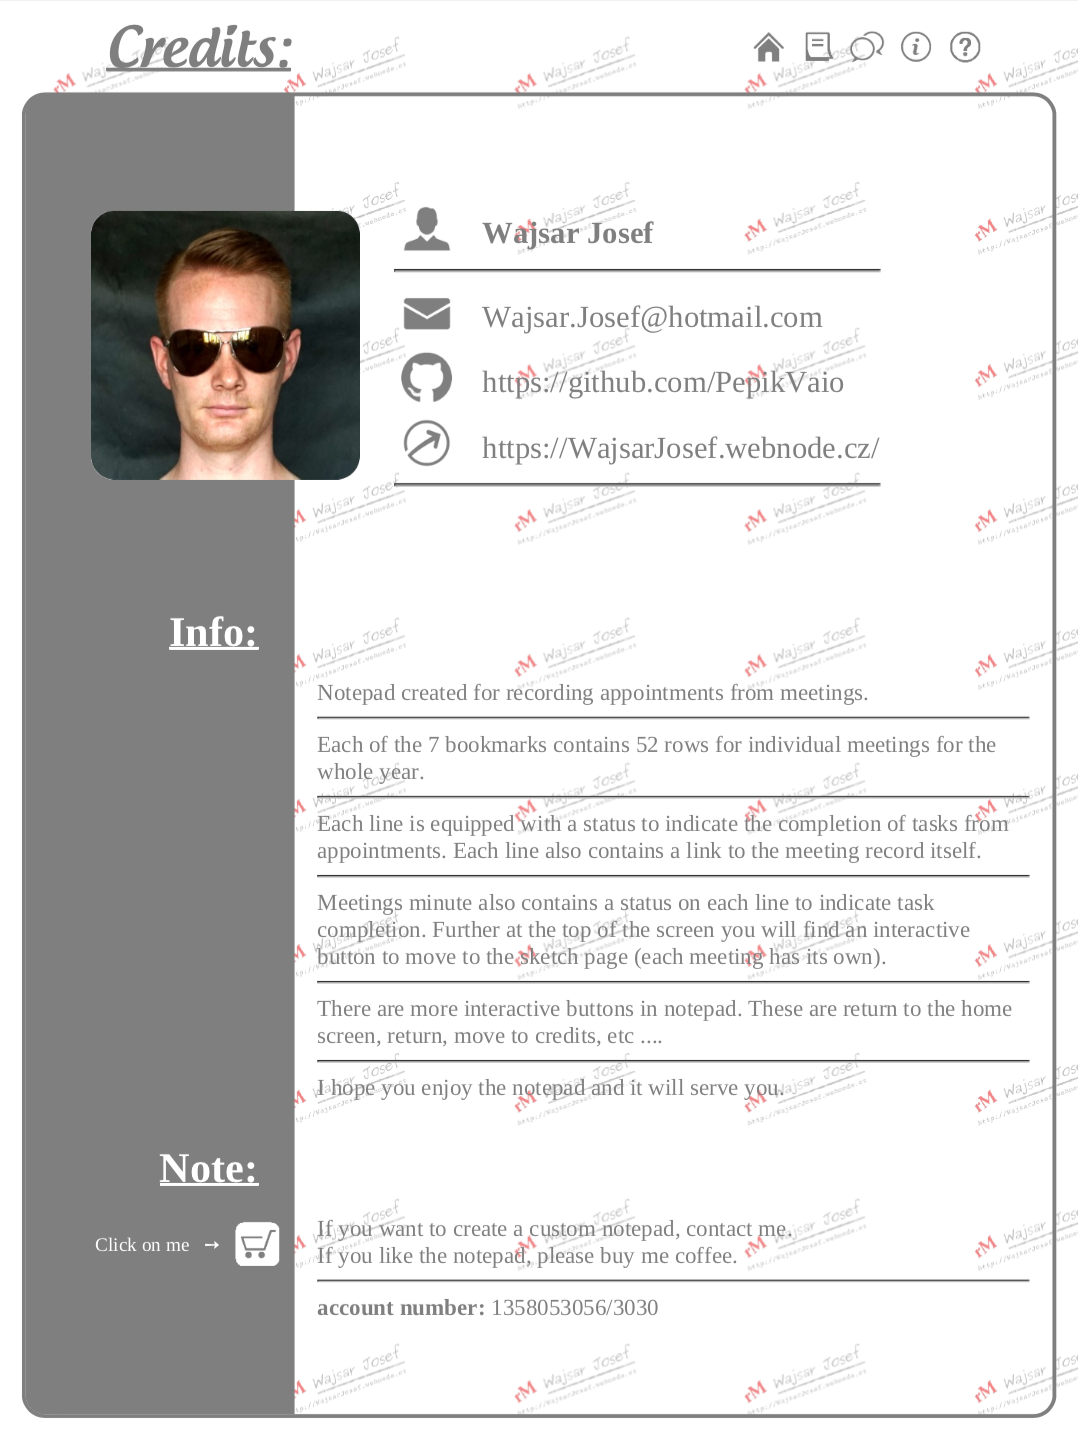 Credits:
Wajsar Josef
Wajsar.Josef@hotmail.com
https://github.com/PepikVaio
https://WajsarJosef.webnode.cz/
Info:
Notepad created for recording appointments from meetings.
Each of the 7 bookmarks contains 52 rows for individual meetings for the
whole year.
Each line is equipped with a status to indicate the completion of tasks from
appointments. Each line also contains a link to the meeting record itself.
Meetings minute also contains a status on each line to indicate task
completion. Further at the top of the screen you will find an interactive
button to move to the sketch page (each meeting has its own).
There are more interactive buttons in notepad. These are return to the home
screen, return, move to credits, etc ....
I hope you enjoy the notepad and it will serve you.
Note:
Click on me →
If you want to create a custom notepad, contact me.
If you like the notepad, please buy me coffee.
account number: 1358053056/3030
rM Wajsar Josef
http://WajsarJosef.webnode.cz